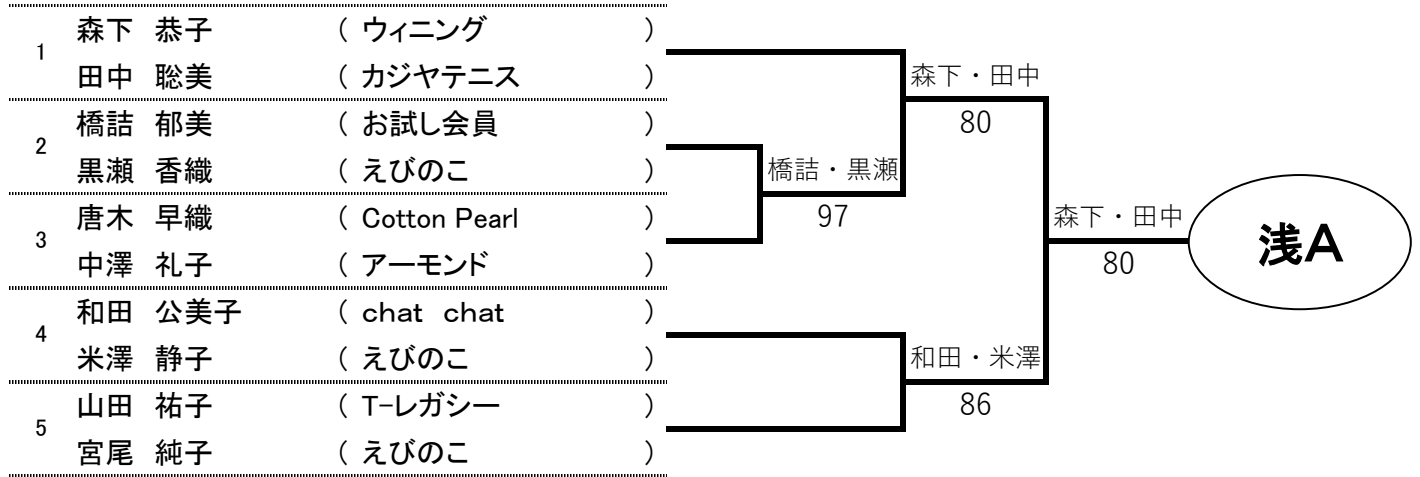 1
森下 恭子 ( ウィニング )
田中 聡美 ( カジヤテニス )
2
橋詰 郁美 ( お試し会員 )
黒瀬 香織 ( えびのこ )
3
唐木 早織 ( Cotton Pearl )
中澤 礼子 ( アーモンド )
4
和田 公美子 ( chat chat )
米澤 静子 ( えびのこ )
5
山田 祐子 ( T-レガシー )
宮尾 純子 ( えびのこ )
橋詰・黒瀬
97
森下・田中
80
和田・米澤
86
森下・田中
80
浅A